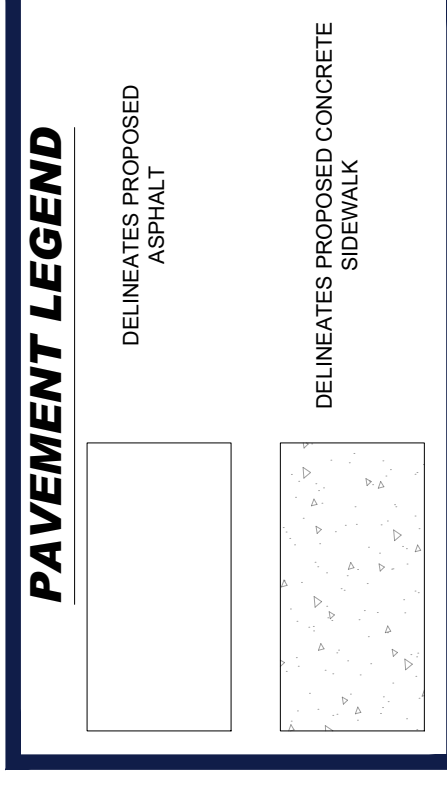 PAVEMENT LEGEND
DELINEATES PROPOSED
ASPHALT
DELINEATES PROPOSED CONCRETE
SIDEWALK